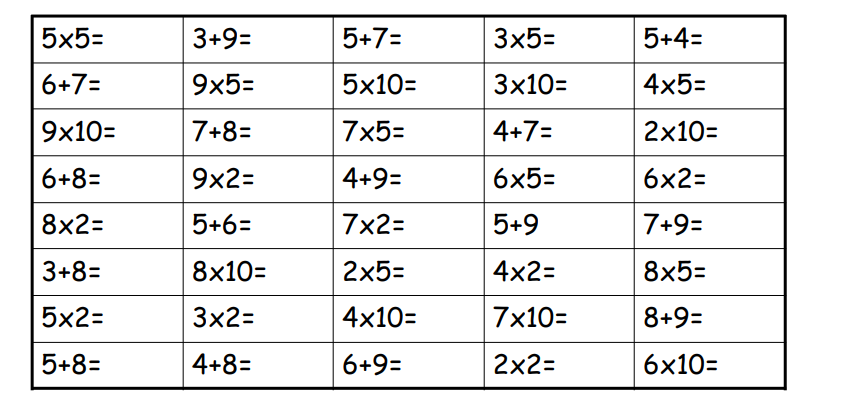 5x5= 3+9= 5+7= 3x5= 5+4=
6+7= 9x5= 5x10= 3x10= 4x5=
9x10= 7+8= 7x5= 4+7= 2x10=
6+8= 9x2= 4+9= 6x5= 6x2=
8x2= 5+6= 7x2= 5+9 7+9=
3+8= 8x10= 2x5= 4x2= 8x5=
5x2= 3x2= 4x10= 7x10= 8+9=
5+8= 4+8= 6+9= 2x2= 6x10=